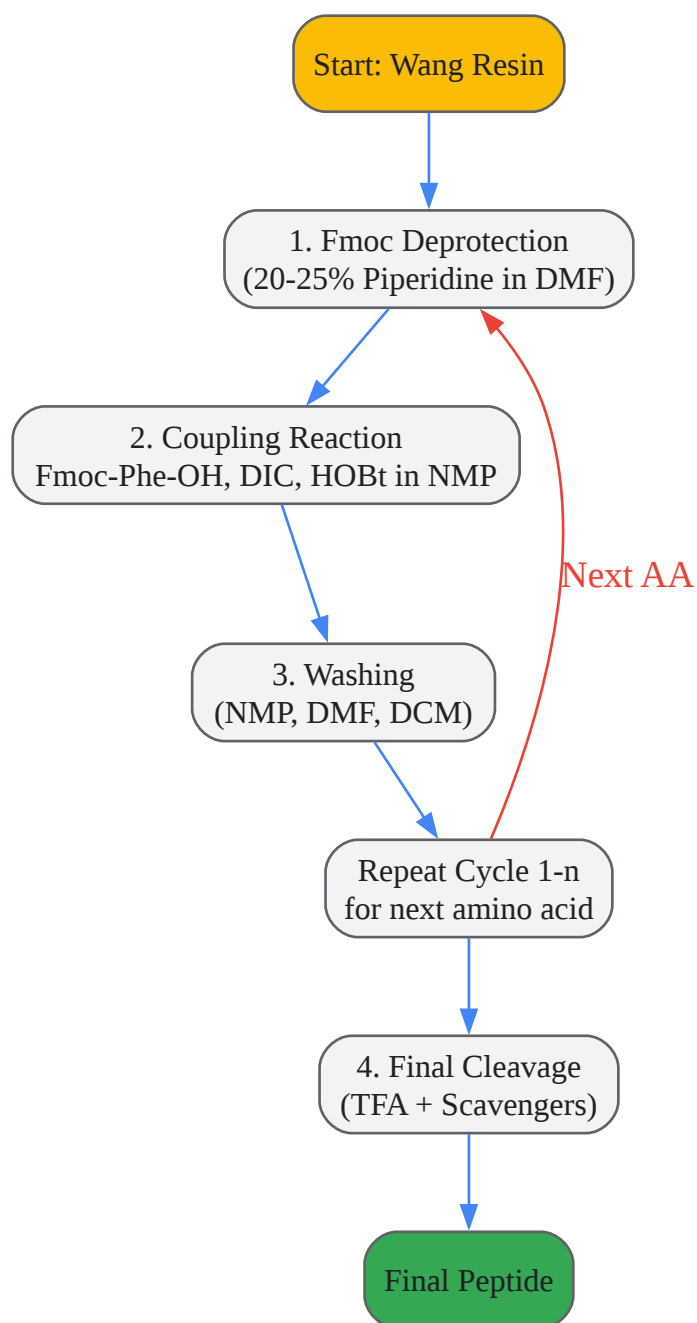 Start: Wang Resin
1. Fmoc Deprotection
(20-25% Piperidine in DMF)
2. Coupling Reaction
Fmoc-Phe-OH, DIC, HOBt in NMP
Next AA
3. Washing
(NMP, DMF, DCM)
Repeat Cycle 1-n
for next amino acid
4. Final Cleavage
(TFA + Scavengers)
Final Peptide